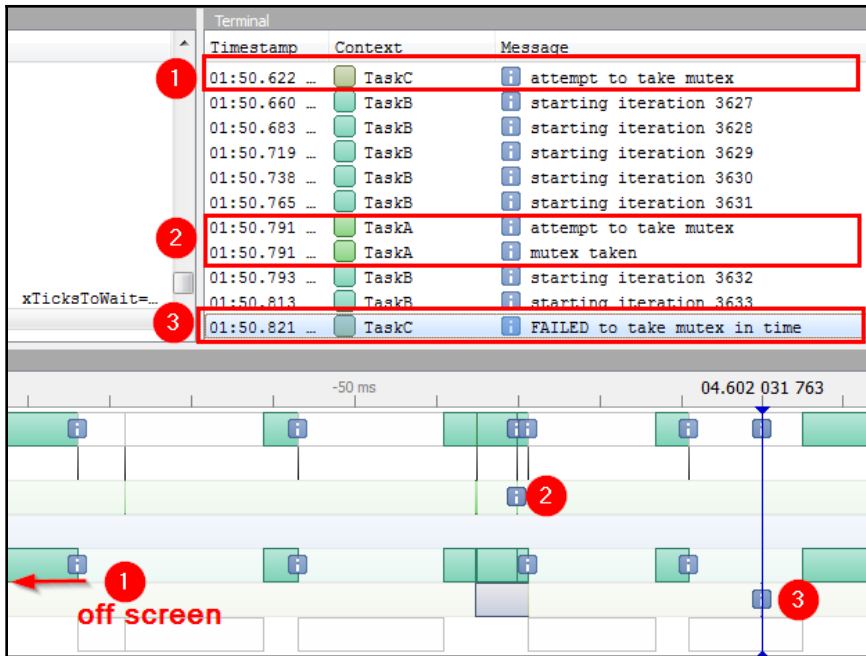 Terminal
Timestamp Context Message
1 01:50.622 … TaskC attempt to take mutex
01:50.660 … TaskB starting iteration 3627
01:50.683 … TaskB starting iteration 3628
01:50.719 … TaskB starting iteration 3629
01:50.738 … TaskB starting iteration 3630
01:50.765 … TaskB starting iteration 3631
2 01:50.791 … TaskA attempt to take mutex
01:50.791 … TaskA mutex taken
01:50.793 … TaskB starting iteration 3632
xTicksToWait=… 01:50.813 … TaskB starting iteration 3633
3 01:50.821 … TaskC FAILED to take mutex in time
-50 ms 04.602 031 763
2
1
3
off screen